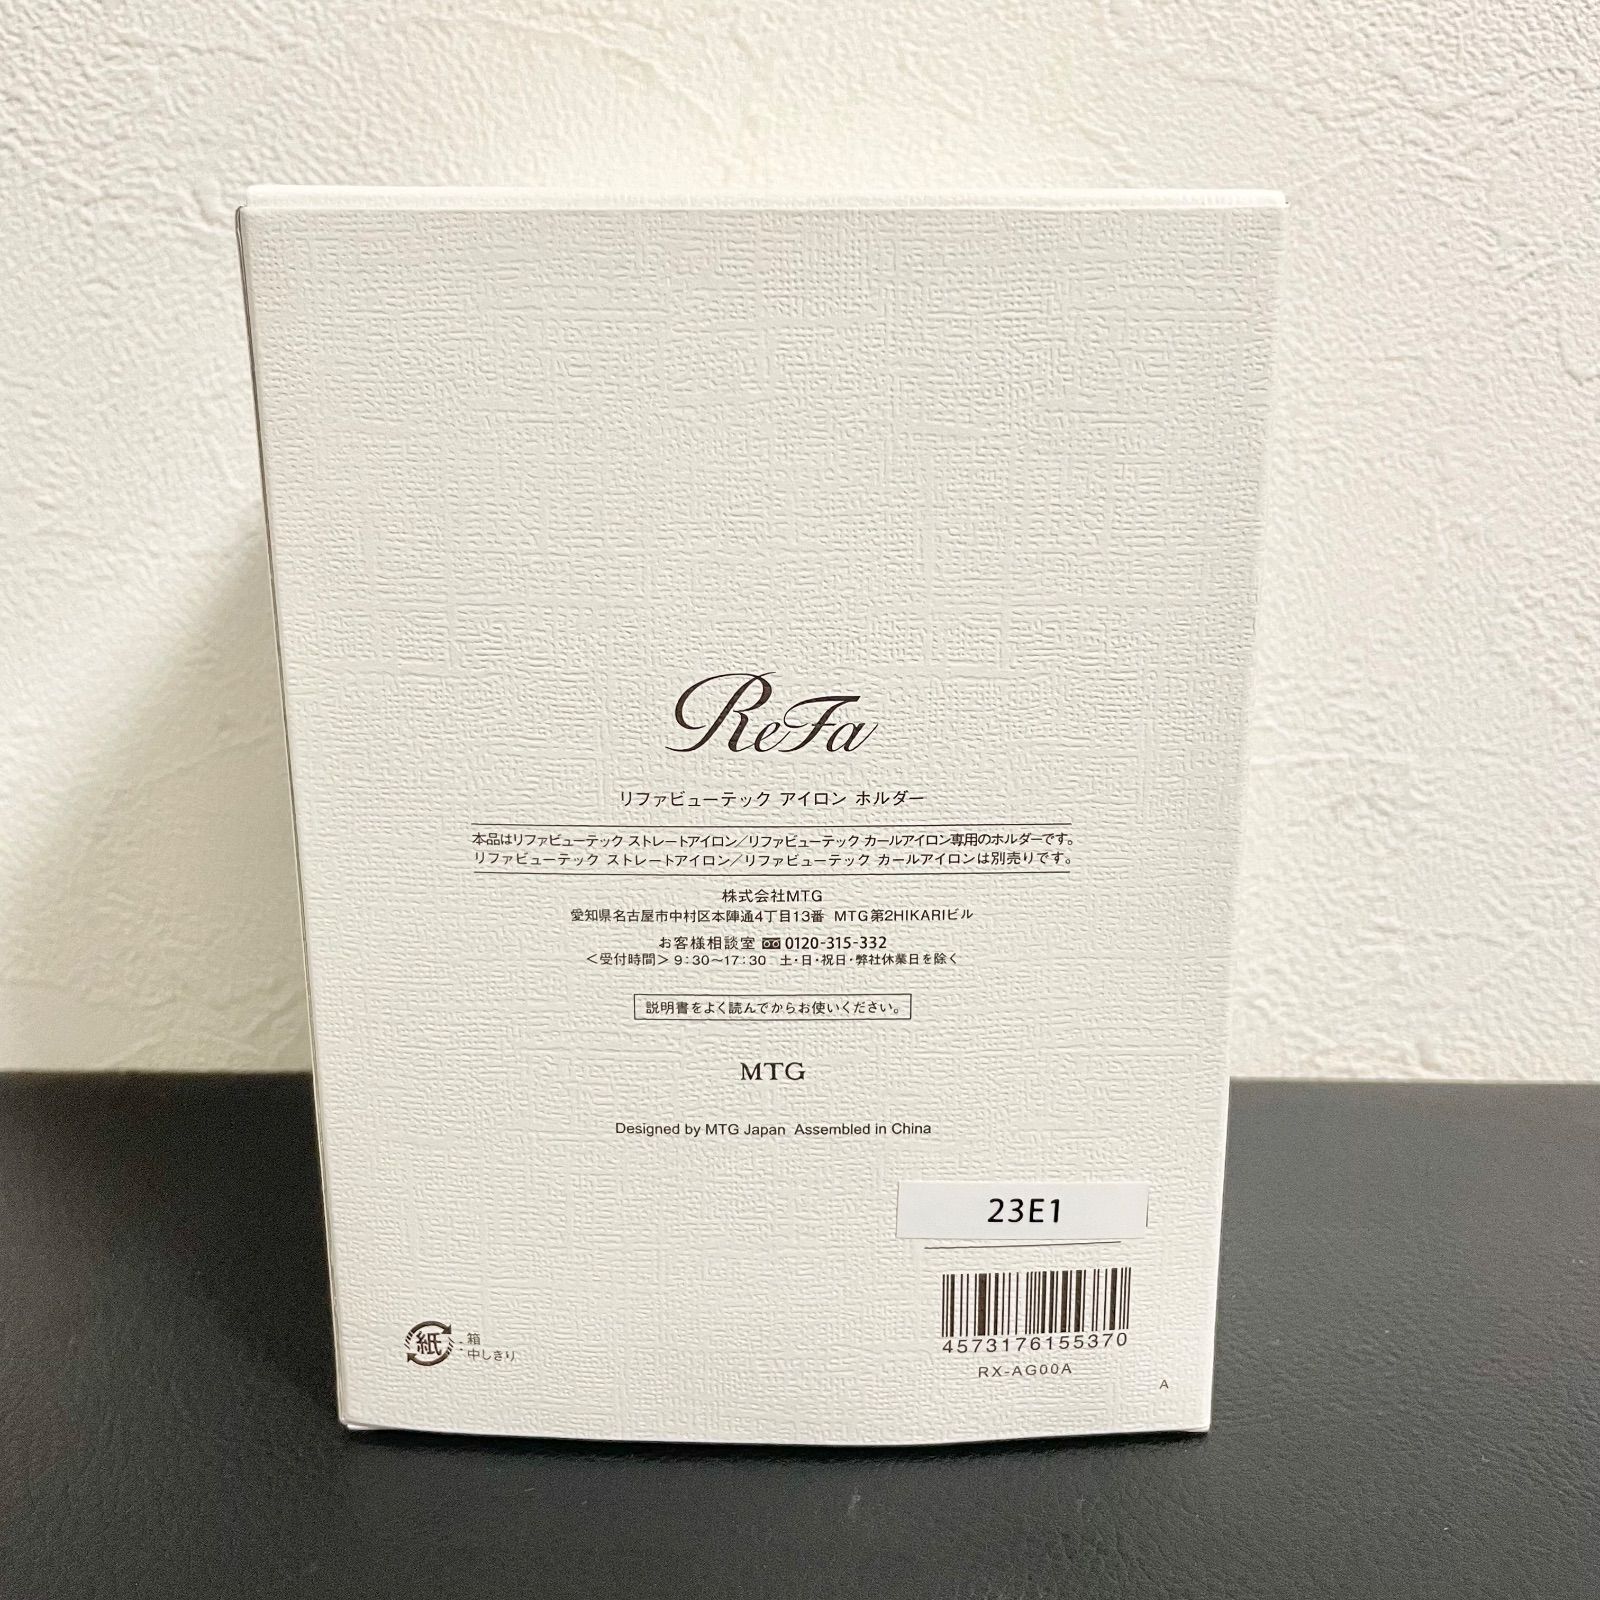 ReFa
リファビューテック アイロン ホルダー
本品はリファビューテック ストレートアイロン／リファビューテック カールアイロン専用のホルダーです。
リファビューテック ストレートアイロン／リファビューテック カールアイロンは別売りです。
株式会社MTG
愛知県名古屋市中村区本陣通4丁目13番 MTG第2HIKARIビル
お客様相談室 0120-315-332
＜受付時間＞9：30〜17：30 土・日・祝日・弊社休業日を除く
説明書をよく読んでからお使いください。
MTG
Designed by MTG Japan Assembled in China
23E1
4573176155370
RX-AG00A
A
紙
箱
中しきり